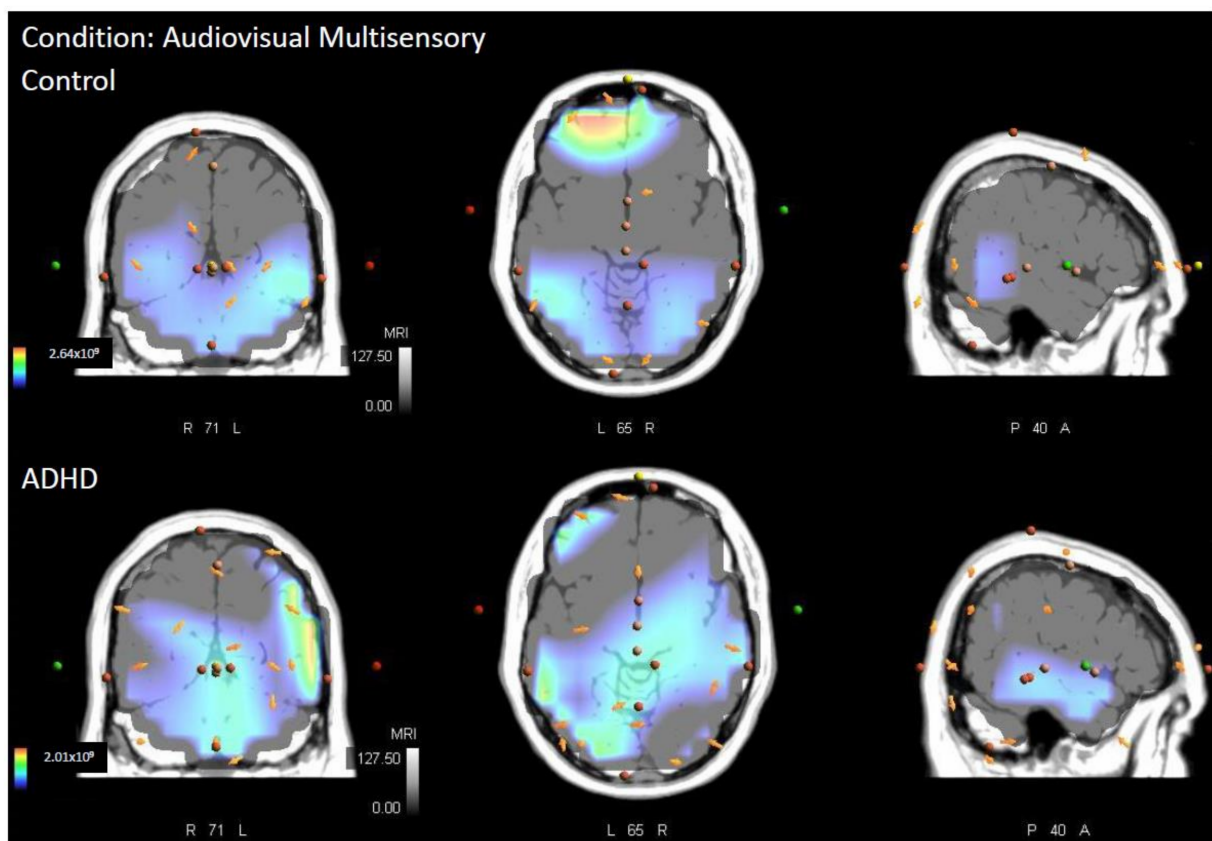 Condition: Audiovisual Multisensory
Control
MRI
2.64x10⁹
127.50
0.00
R 71 L
L 65 R
P 40 A
ADHD
MRI
2.01x10⁹
127.50
0.00
R 71 L
L 65 R
P 40 A